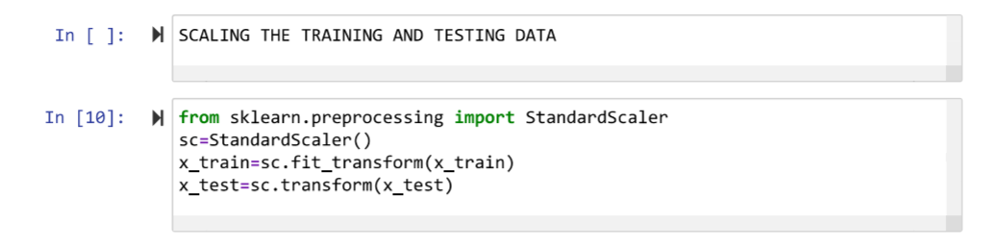 In [ ]: SCALING THE TRAINING AND TESTING DATA
In [10]: from sklearn.preprocessing import StandardScaler
sc=StandardScaler()
x_train=sc.fit_transform(x_train)
x_test=sc.transform(x_test)